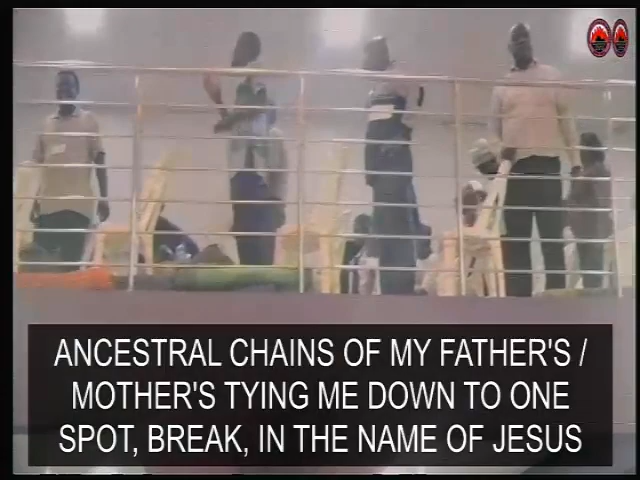 ANCESTRAL CHAINS OF MY FATHER'S /
MOTHER'S TYING ME DOWN TO ONE
SPOT, BREAK, IN THE NAME OF JESUS